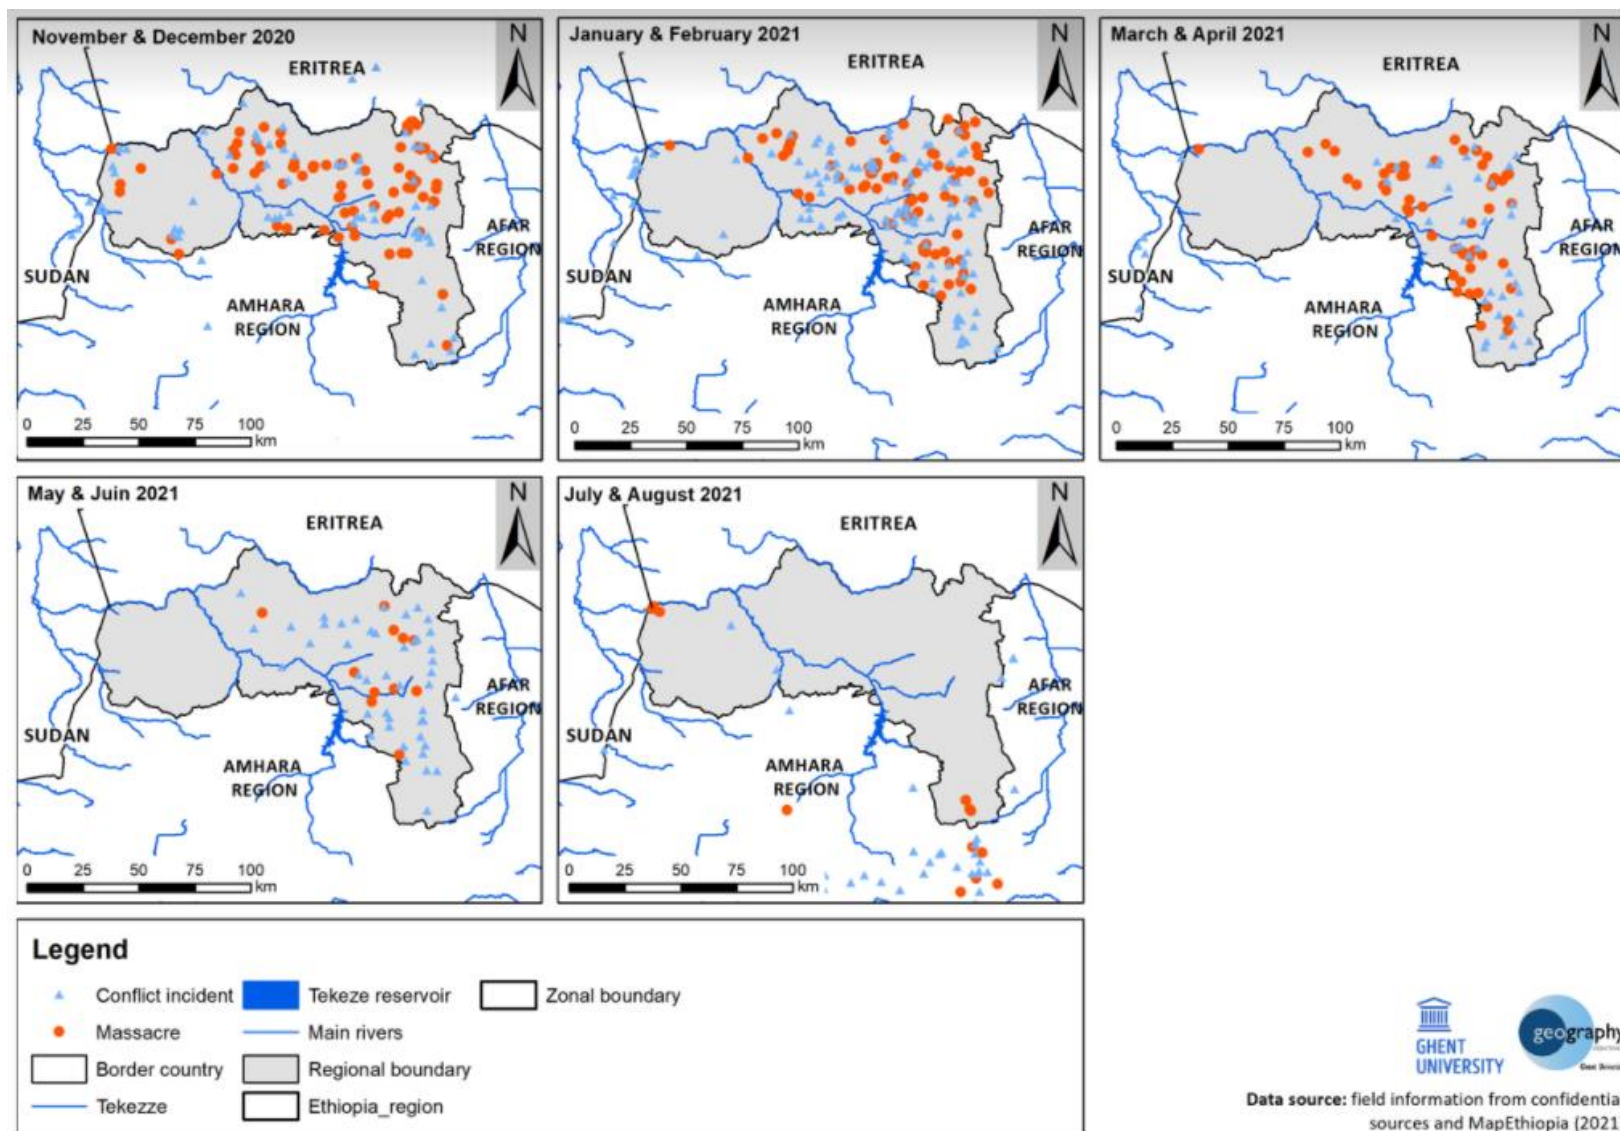 November & December 2020
N
ERITREA
SUDAN
AFAR
REGION
AMHARA
REGION
0 25 50 75 100
km
January & February 2021
N
ERITREA
SUDAN
AFAR
REGION
AMHARA
REGION
0 25 50 75 100
km
March & April 2021
N
ERITREA
SUDAN
AFAR
REGION
AMHARA
REGION
0 25 50 75 100
km
May & Juin 2021
N
ERITREA
SUDAN
AFAR
REGION
AMHARA
REGION
0 25 50 75 100
km
July & August 2021
N
ERITREA
SUDAN
AFAR
REGION
AMHARA
REGION
0 25 50 75 100
km
Legend
Conflict incident
Tekeze reservoir
Zonal boundary
Massacre
Main rivers
Border country
Regional boundary
Tekezze
Ethiopia_region
GHENT
UNIVERSITY
geography
Data source: field information from confidentia
sources and MapEthiopia (2021